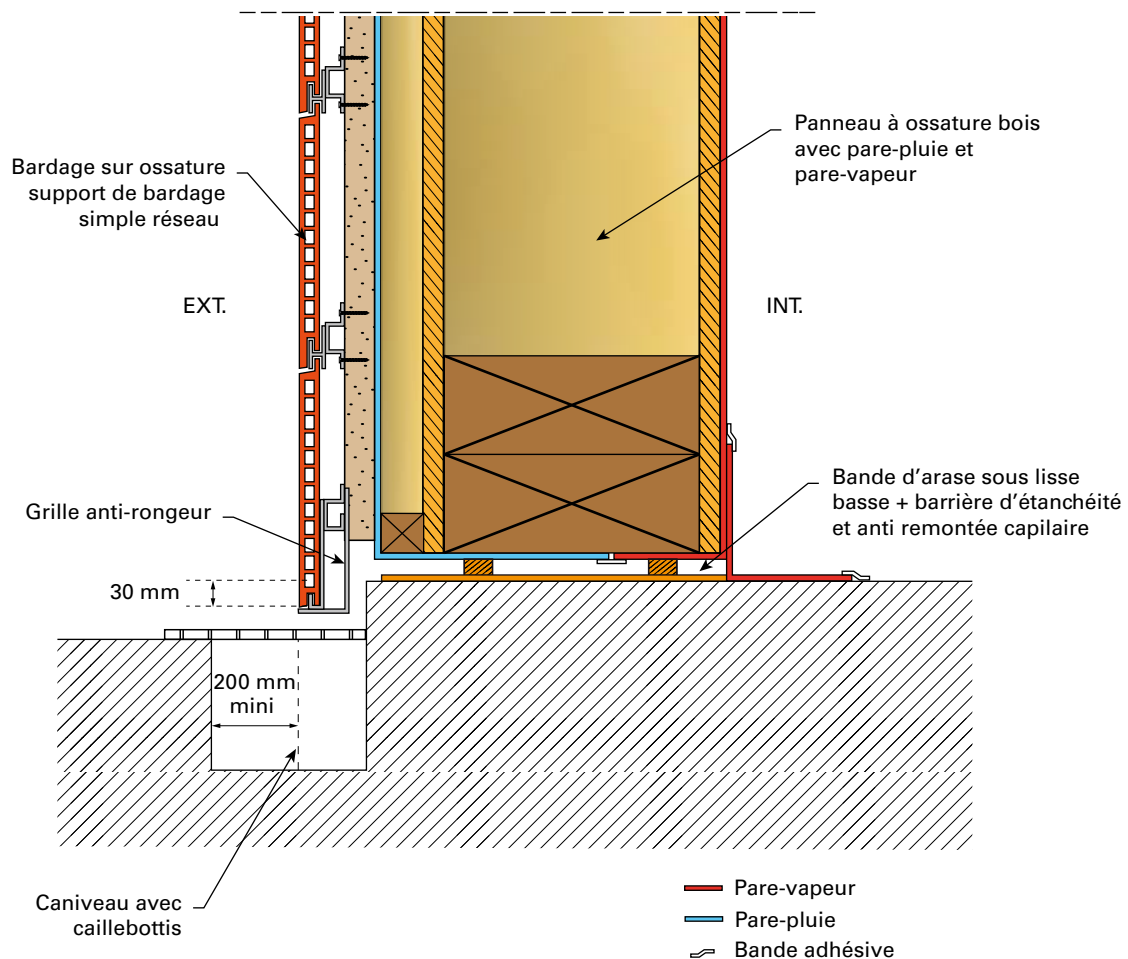 Panneau à ossature bois
avec pare-pluie et
pare-vapeur
Bardage sur ossature
support de bardage
simple réseau
EXT.
INT.
Bande d'arase sous lisse
basse + barrière d'étanchéité
et anti remontée capilaire
Grille anti-rongeur
30 mm
200 mm
mini
Caniveau avec
caillebottis
Pare-vapeur
Pare-pluie
Bande adhésive